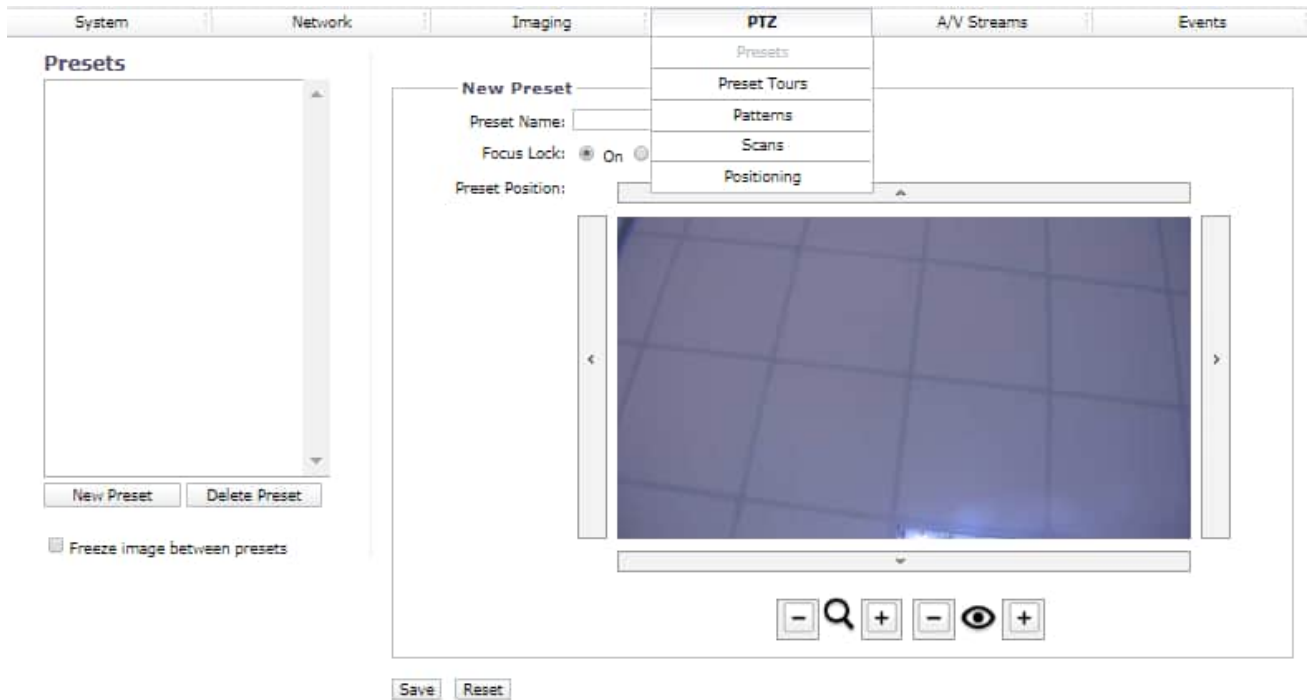 System Network Imaging PTZ A/V Streams Events
Presets
Preset Tours
Patterns
Scans
Positioning
Presets
New Preset
Preset Name:
Focus Lock: On
Preset Position:
New Preset Delete Preset
Freeze image between presets
Save Reset